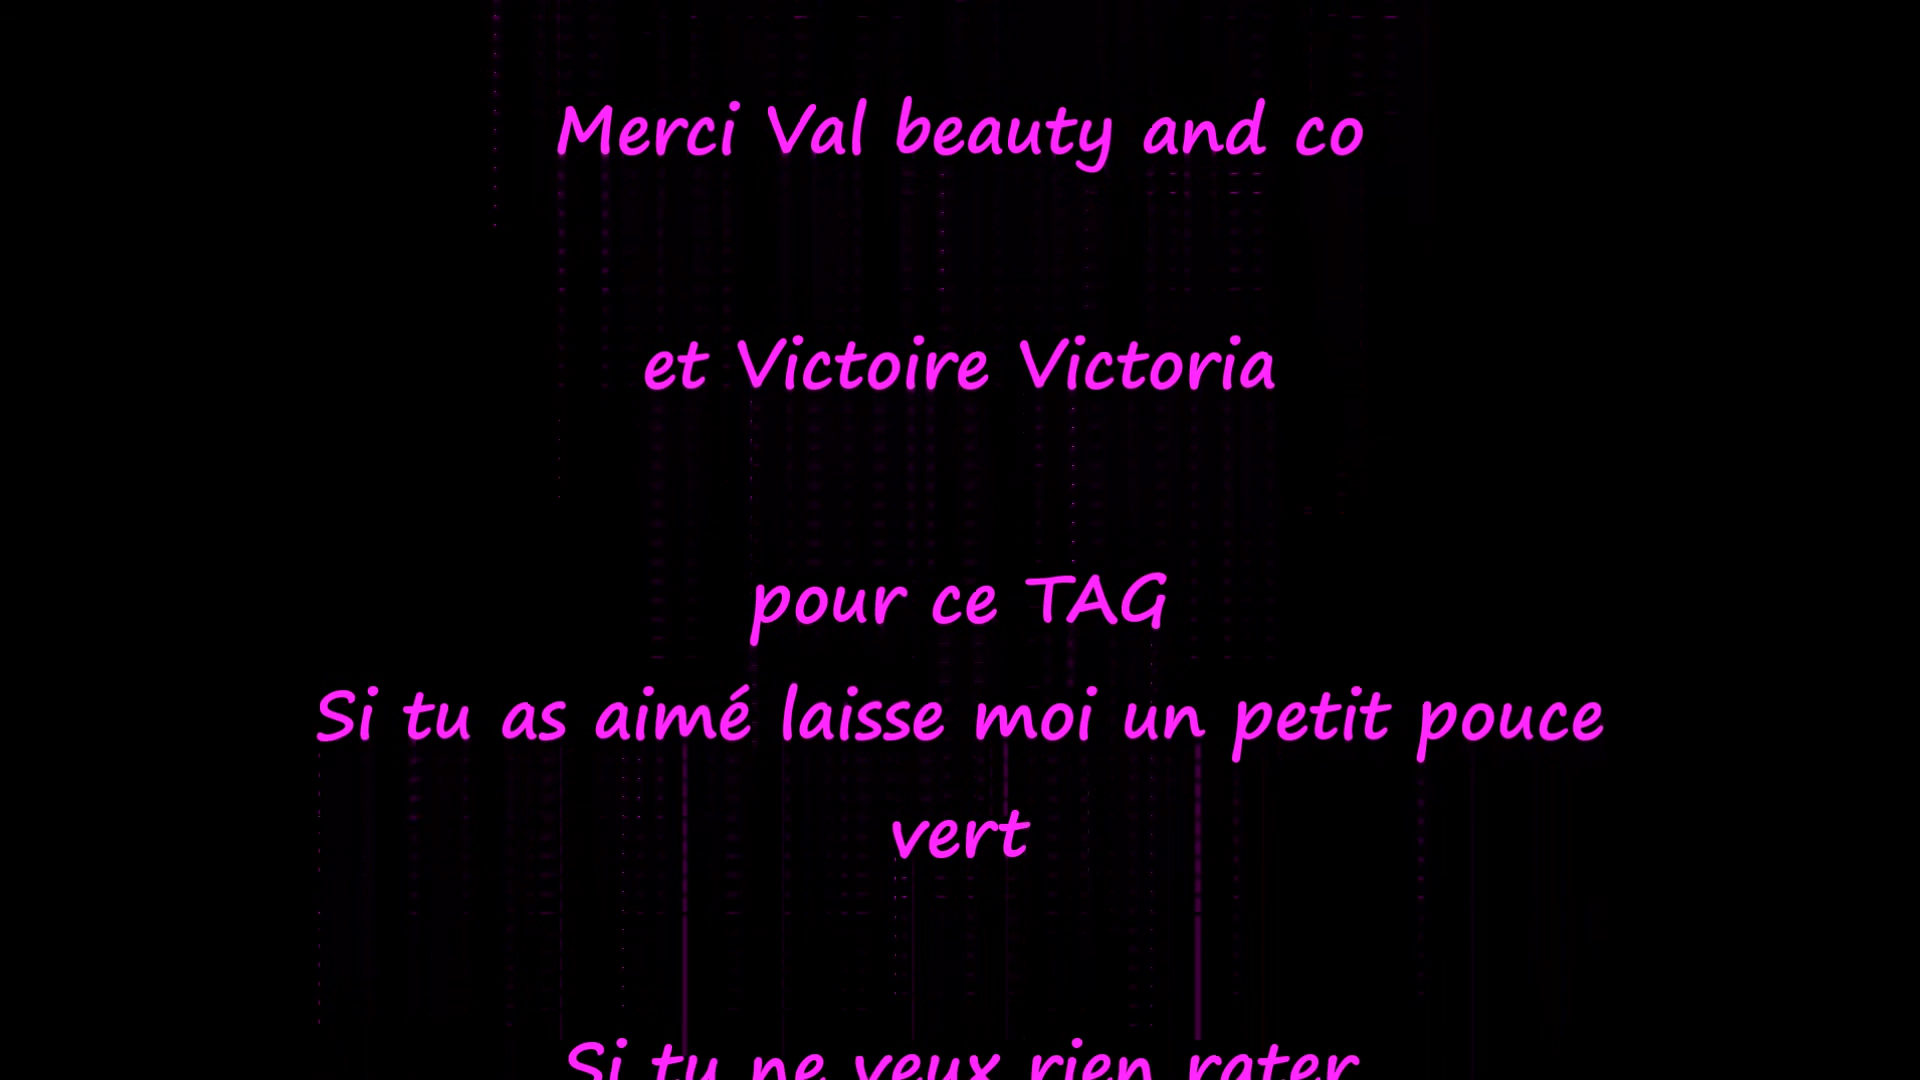 Merci Val beauty and co
et Victoire Victoria
pour ce TAG
Si tu as aimé laisse moi un petit pouce
vert
Si tu ne veux rien rater